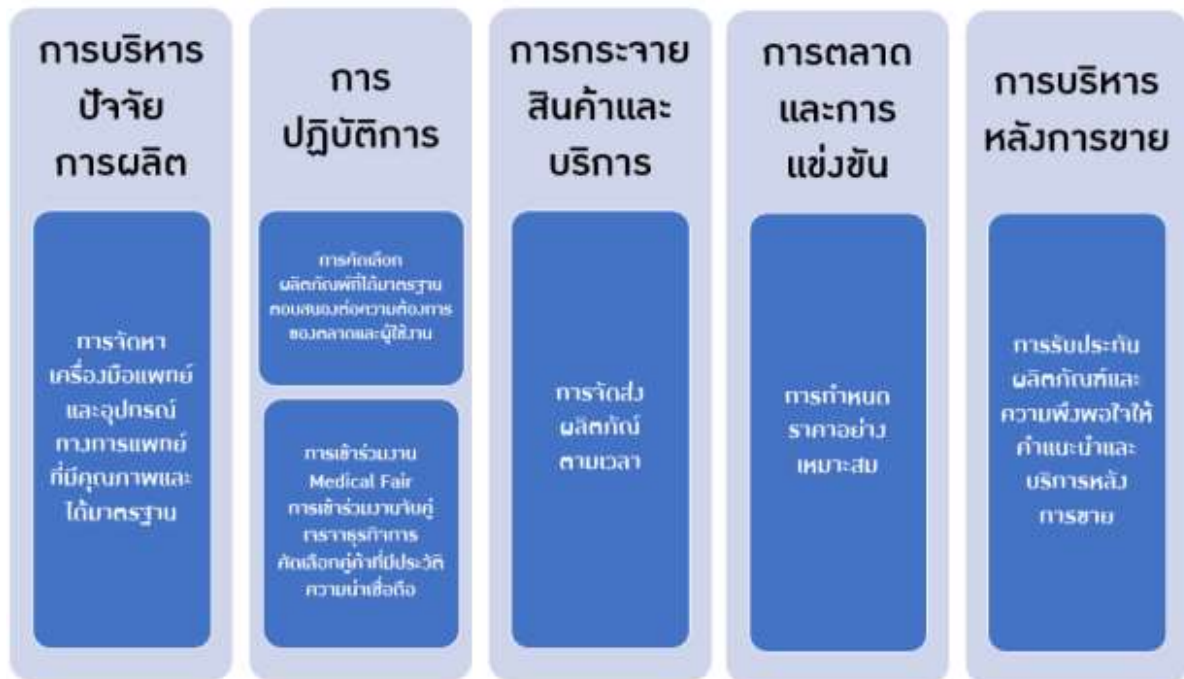 การบริหาร
ปัจจัย
การผลิต
การจัดหา
เครื่องมือแพทย์
และอุปกรณ์
ทางการแพทย์
ที่มีคุณภาพและ
ได้มาตรฐาน
การ
ปฏิบัติการ
การคัดเลือก
ผลิตภัณฑ์ที่ได้มาตรฐาน
ตอบสนองต่อความต้องการ
ของตลาดและผู้ใช้งาน
การเข้าร่วมงาน
Medical Fair
การเข้าร่วมงานจับคู่
เจรจาธุรกิจการ
คัดเลือกคู่ค้าที่มีประวัติ
ความน่าเชื่อถือ
การกระจาย
สินค้าและ
บริการ
การจัดส่ง
ผลิตภัณ์
ตามเวลา
การตลาด
และการ
แข่งขัน
การกำหนด
ราคาอย่าง
เหมาะสม
การบริหาร
หลังการขาย
การรับประกัน
ผลิตภัณฑ์และ
ความพึงพอใจให้
คำแนะนำและ
บริการหลัง
การขาย